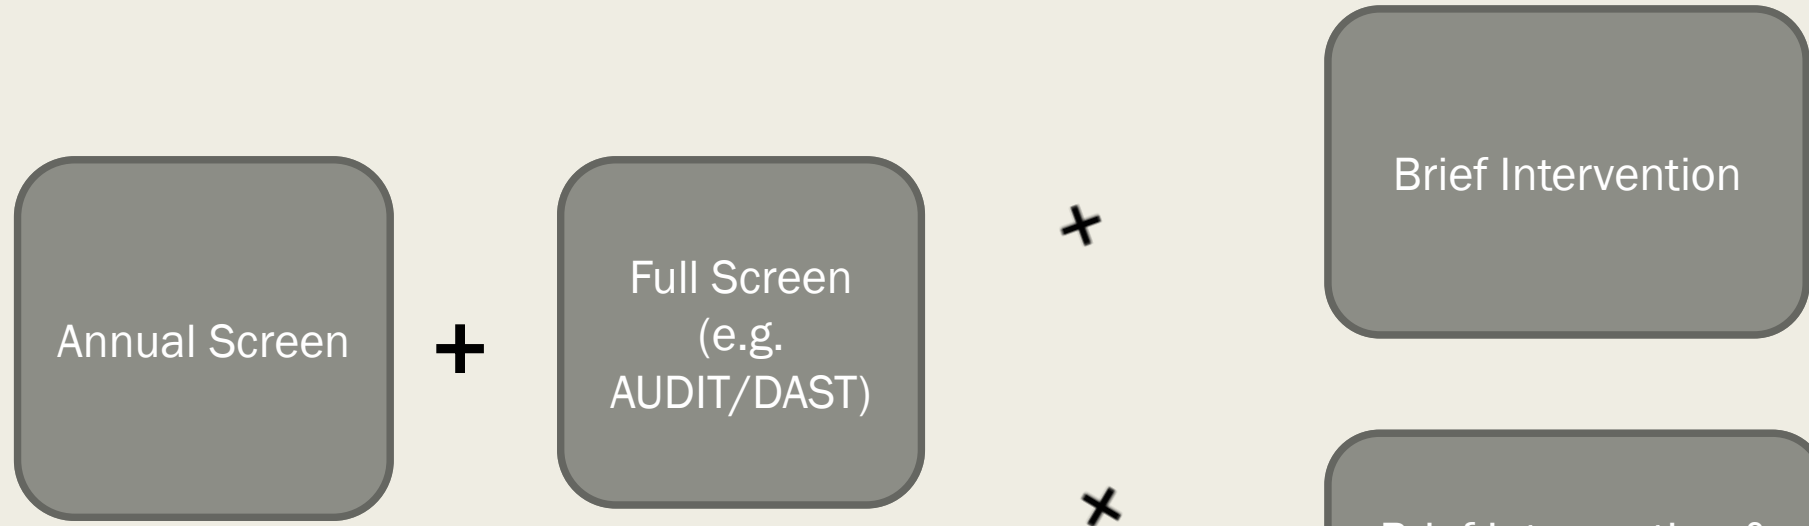 Annual Screen
+
Full Screen
(e.g.
AUDIT/DAST)
+
Brief Intervention
+